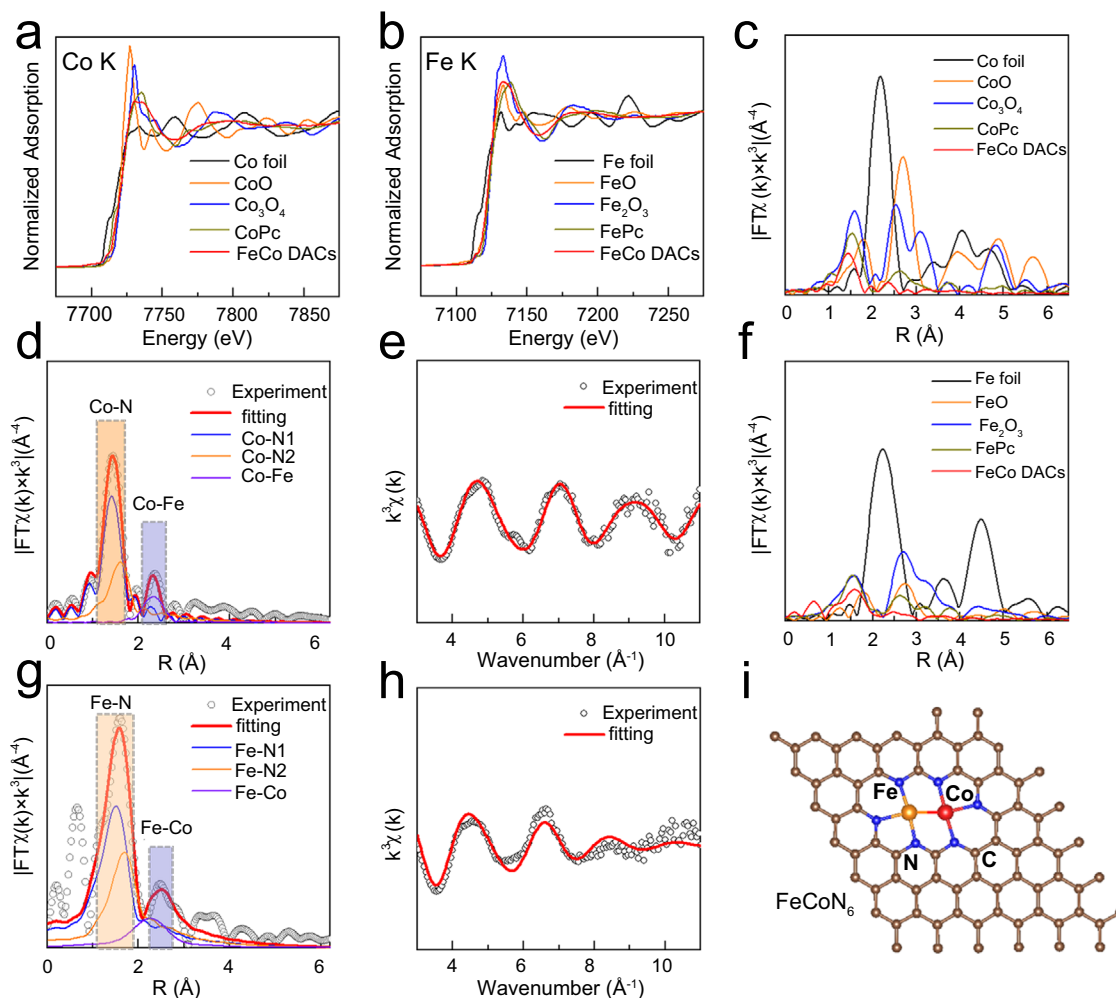 a
Co K
Normalized Adsorption
Co foil
CoO
Co₃O₄
CoPc
FeCo DACs
7700 7750 7800 7850
Energy (eV)
b
Fe K
Normalized Adsorption
Fe foil
FeO
Fe₂O₃
FePc
FeCo DACs
7100 7150 7200 7250
Energy (eV)
c
|FTχ(k)×k³|(Å⁻⁴)
Co foil
CoO
Co₃O₄
CoPc
FeCo DACs
0 1 2 3 4 5 6
R (Å)
d
|FTχ(k)×k³|(Å⁻⁴)
Co-N
Co-Fe
Experiment
fitting
Co-N1
Co-N2
Co-Fe
0 2 4 6
R (Å)
e
k³χ(k)
Experiment
fitting
4 6 8 10
Wavenumber (Å⁻¹)
f
|FTχ(k)×k³|(Å⁻⁴)
Fe foil
FeO
Fe₂O₃
FePc
FeCo DACs
0 1 2 3 4 5 6
R (Å)
g
|FTχ(k)×k³|(Å⁻⁴)
Fe-N
Fe-Co
Experiment
fitting
Fe-N1
Fe-N2
Fe-Co
0 2 4 6
R (Å)
h
k³χ(k)
Experiment
fitting
4 6 8 10
Wavenumber (Å⁻¹)
i
Fe Co
N C
FeCoN₆